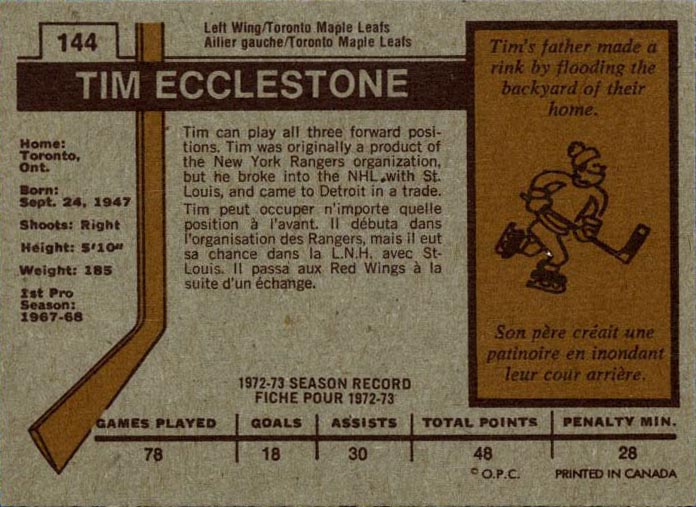 144
Left Wing/Toronto Maple Leafs
Ailier gauche/Toronto Maple Leafs
TIM ECCLESTONE
Home:
Toronto,
Ont.
Born:
Sept. 24, 1947
Shoots: Right
Height: 5'10"
Weight: 185
1st Pro
Season:
1967-68
Tim can play all three forward posi-
tions. Tim was originally a product of
the New York Rangers organization,
but he broke into the NHL with St.
Louis, and came to Detroit in a trade.
Tim peut occuper n'importe quelle
position à l'avant. Il débuta dans
l'organisation des Rangers, mais il eut
sa chance dans la L.N.H. avec St-
Louis. Il passa aux Red Wings à la
suite d'un échange.
Tim's father made a
rink by flooding the
backyard of their
home.
Son père créait une
patinoire en inondant
leur cour arrière.
1972-73 SEASON RECORD
FICHE POUR 1972-73
GAMES PLAYED GOALS ASSISTS TOTAL POINTS PENALTY MIN.
78 18 30 48 28
© O.P.C. PRINTED IN CANADA